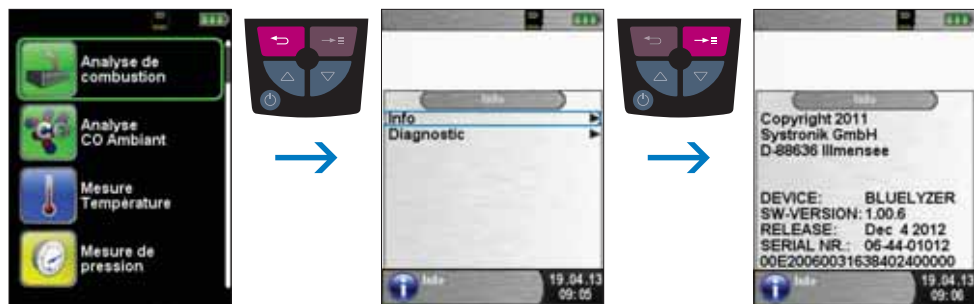 Analyse de
combustion
Analyse
CO Ambiant
Mesure
Température
Mesure de
pression
Info
Info
Diagnostic
Info
19.04.13
09:05
Info
Copyright 2011
Systronik GmbH
D-88636 Illmensee
DEVICE: BLUELYZER
SW-VERSION: 1.00.6
RELEASE: Dec 4 2012
SERIAL NR.: 06-44-01012
00E20060031638402400000
Info
19.04.13
09:06